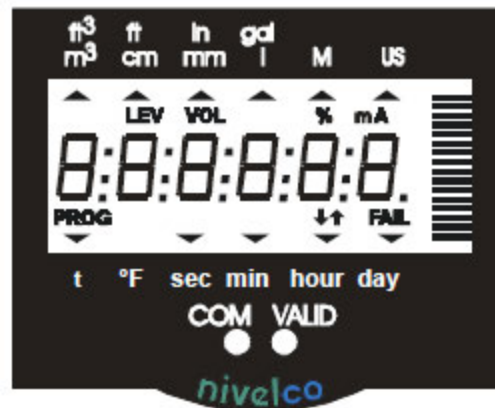 ft³ ft in gal
m³ cm mm l M US
LEV VOL % mA
8:8:8:8:8:8.
PROG ↓↑ FAIL
t °F sec min hour day
COM VALID
nivelco